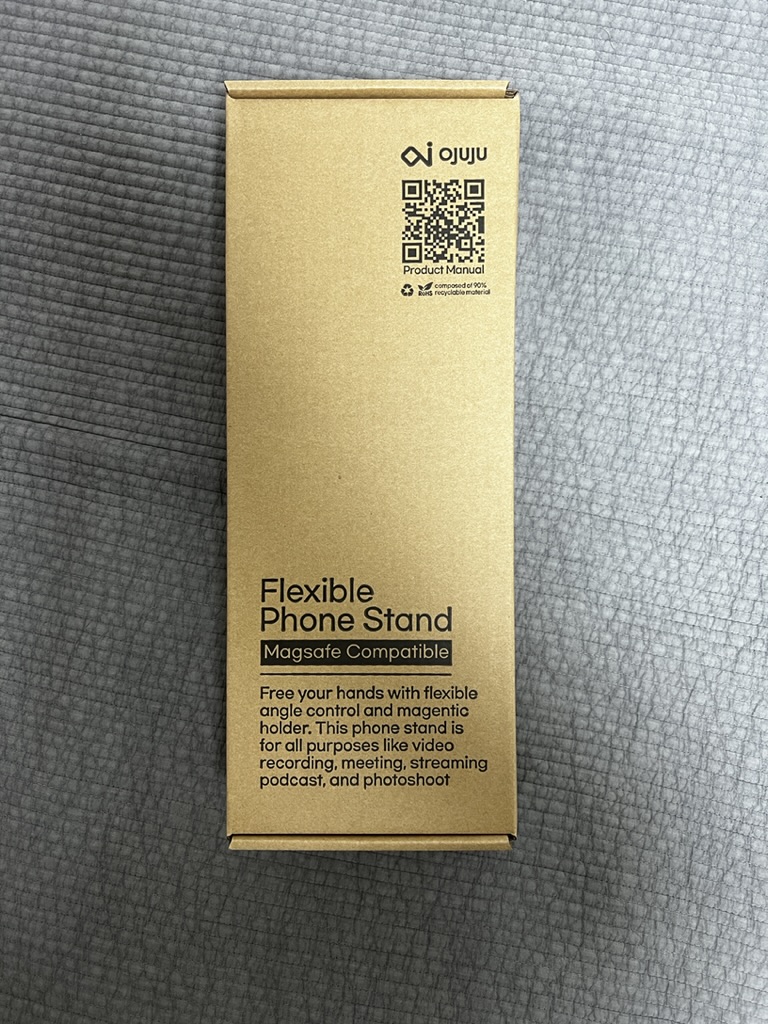 ojuju
Product Manual
RoHS
composed of 90%
recyclable material
Flexible
Phone Stand
Magsafe Compatible
Free your hands with flexible
angle control and magentic
holder. This phone stand is
for all purposes like video
recording, meeting, streaming
podcast, and photoshoot